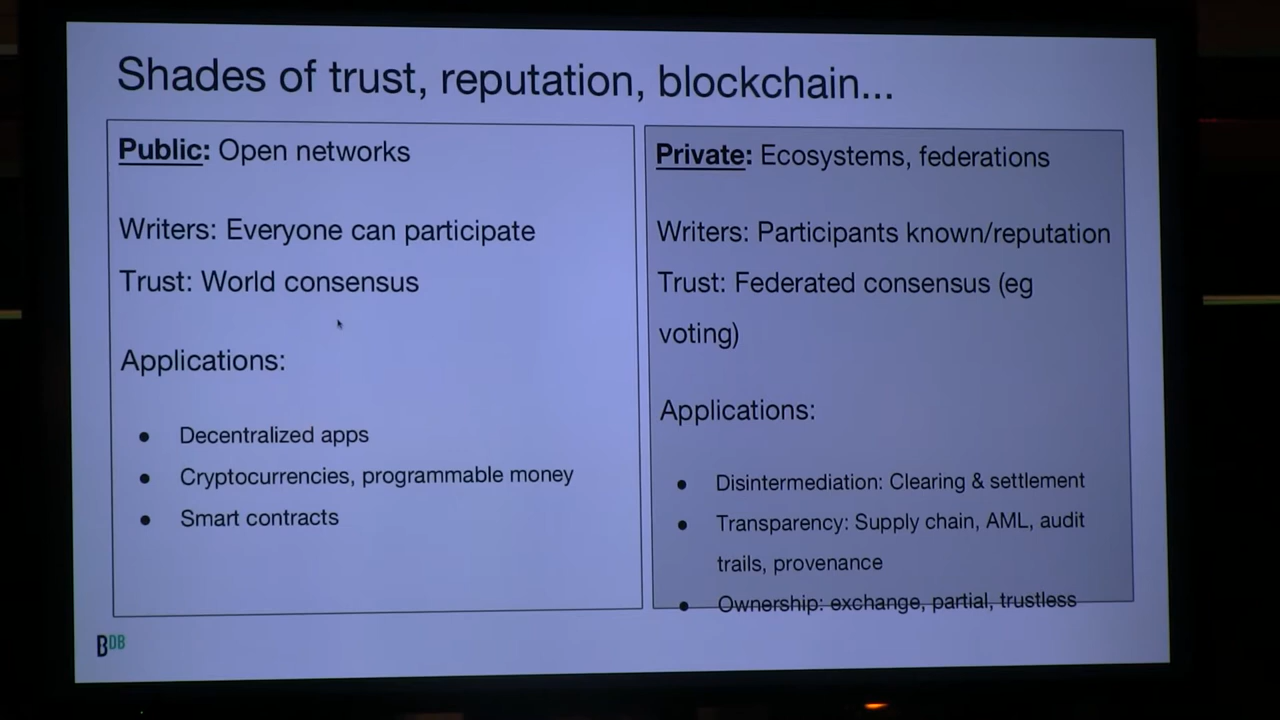 Shades of trust, reputation, blockchain...
Public: Open networks
Writers: Everyone can participate
Trust: World consensus
Applications:
● Decentralized apps
● Cryptocurrencies, programmable money
● Smart contracts
Private: Ecosystems, federations
Writers: Participants known/reputation
Trust: Federated consensus (eg
voting)
Applications:
● Disintermediation: Clearing & settlement
● Transparency: Supply chain, AML, audit
trails, provenance
● Ownership: exchange, partial, trustless
BDB